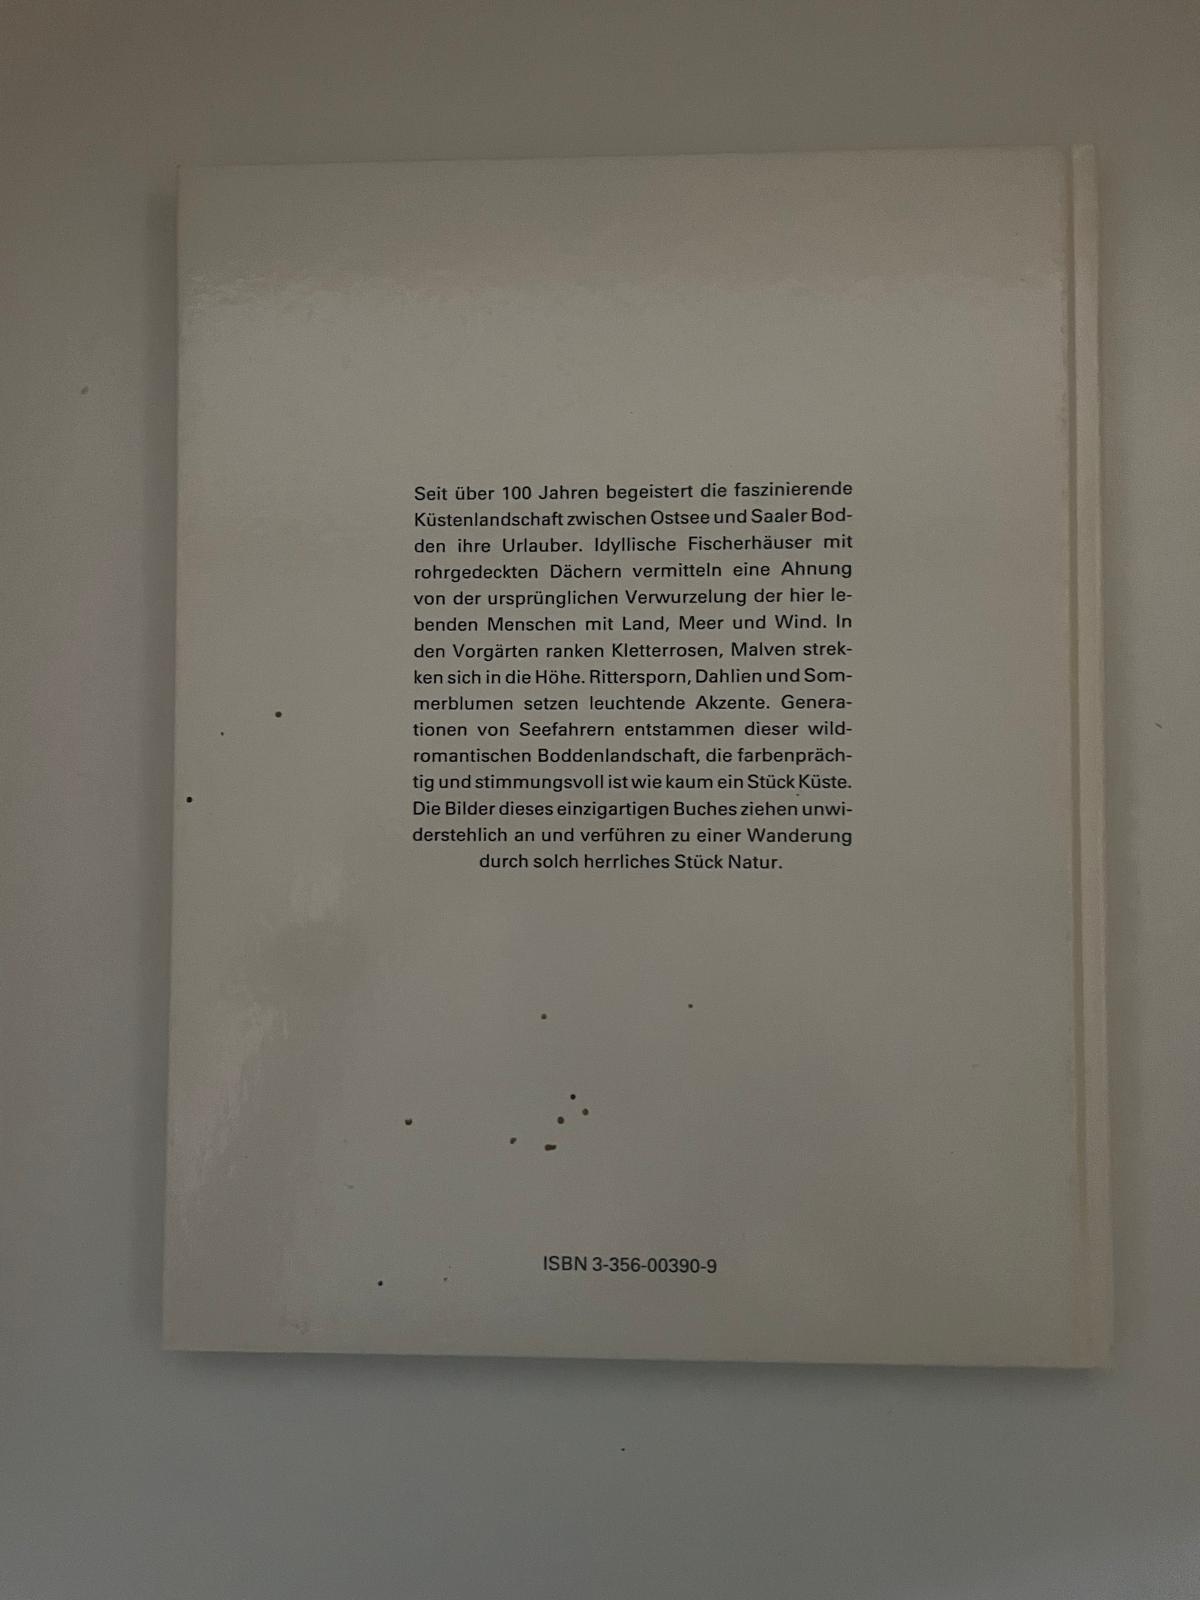 Seit über 100 Jahren begeistert die faszinierende
Küstenlandschaft zwischen Ostsee und Saaler Bod-
den ihre Urlauber. Idyllische Fischerhäuser mit
rohrgedeckten Dächern vermitteln eine Ahnung
von der ursprünglichen Verwurzelung der hier le-
benden Menschen mit Land, Meer und Wind. In
den Vorgärten ranken Kletterrosen, Malven strek-
ken sich in die Höhe. Rittersporn, Dahlien und Som-
merblumen setzen leuchtende Akzente. Genera-
tionen von Seefahrern entstammen dieser wild-
romantischen Boddenlandschaft, die farbenpräch-
tig und stimmungsvoll ist wie kaum ein Stück Küste.
Die Bilder dieses einzigartigen Buches ziehen unwi-
derstehlich an und verführen zu einer Wanderung
durch solch herrliches Stück Natur.
ISBN 3-356-00390-9